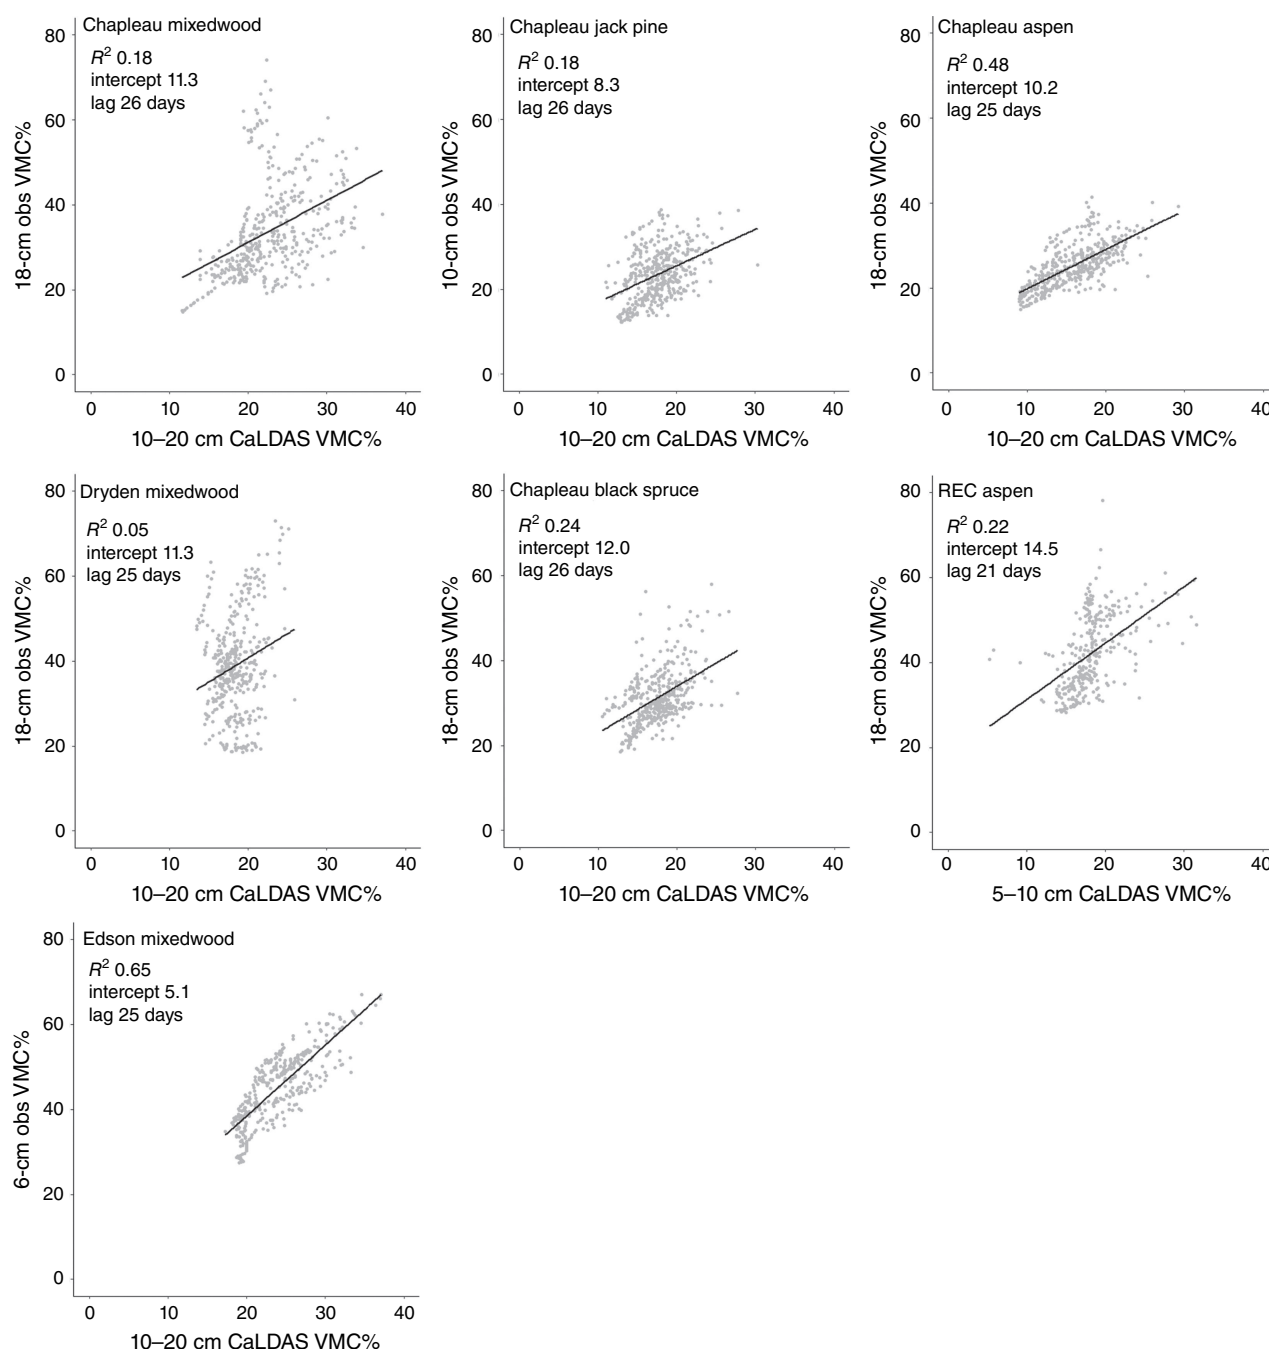 Chapleau mixedwood
R² 0.18
intercept 11.3
lag 26 days
80
60
40
20
0
18-cm obs VMC%
0 10 20 30 40
10–20 cm CaLDAS VMC%
Chapleau jack pine
R² 0.18
intercept 8.3
lag 26 days
80
60
40
20
0
10-cm obs VMC%
0 10 20 30 40
10–20 cm CaLDAS VMC%
Chapleau aspen
R² 0.48
intercept 10.2
lag 25 days
80
60
40
20
0
18-cm obs VMC%
0 10 20 30 40
10–20 cm CaLDAS VMC%
Dryden mixedwood
R² 0.05
intercept 11.3
lag 25 days
80
60
40
20
0
18-cm obs VMC%
0 10 20 30 40
10–20 cm CaLDAS VMC%
Chapleau black spruce
R² 0.24
intercept 12.0
lag 26 days
80
60
40
20
0
18-cm obs VMC%
0 10 20 30 40
10–20 cm CaLDAS VMC%
REC aspen
R² 0.22
intercept 14.5
lag 21 days
80
60
40
20
0
18-cm obs VMC%
0 10 20 30 40
5–10 cm CaLDAS VMC%
Edson mixedwood
R² 0.65
intercept 5.1
lag 25 days
80
60
40
20
0
6-cm obs VMC%
0 10 20 30 40
10–20 cm CaLDAS VMC%